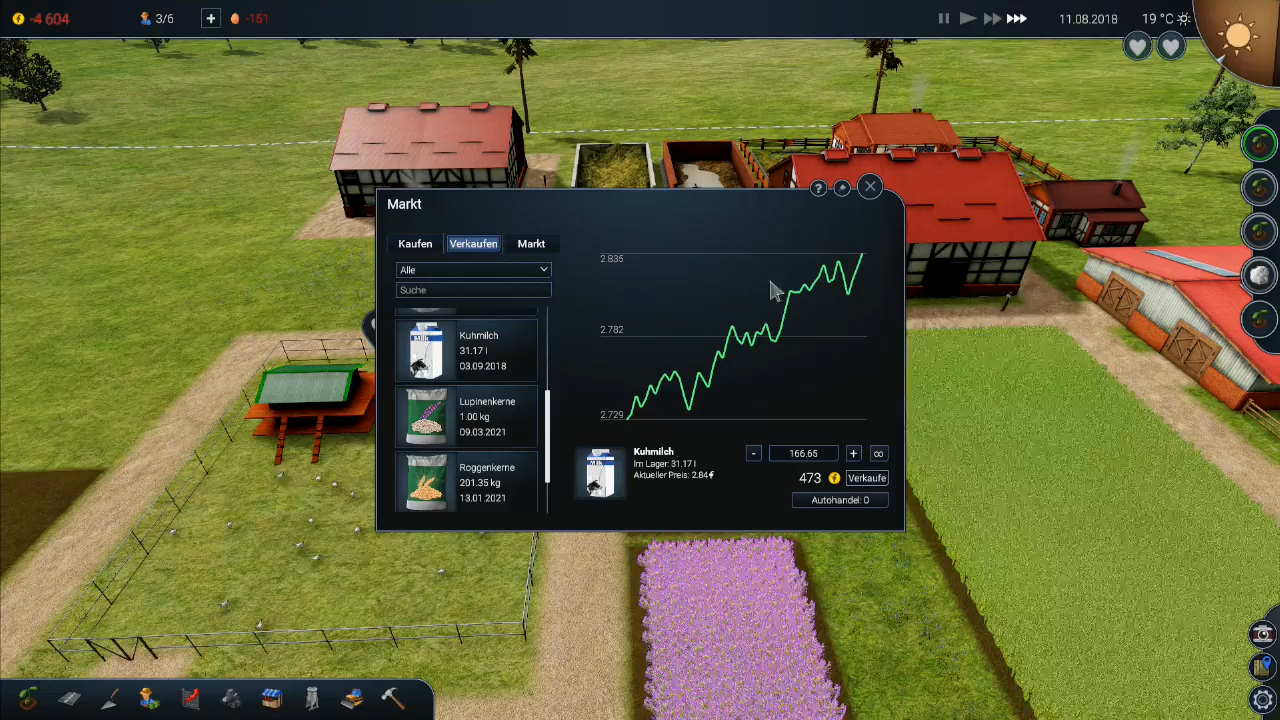 -4 604
3/6
-151
11.08.2018
19 °C
Markt
Kaufen
Verkaufen
Markt
Alle
Suche
Kuhmilch
31.17 l
03.09.2018
Lupinenkerne
1.00 kg
09.03.2021
Roggenkerne
201.35 kg
13.01.2021
2.835
2.782
2.729
Kuhmilch
Im Lager: 31.17 l
Aktueller Preis: 2.84
- 166.65 + ∞
473
Verkaufe
Autohandel: 0